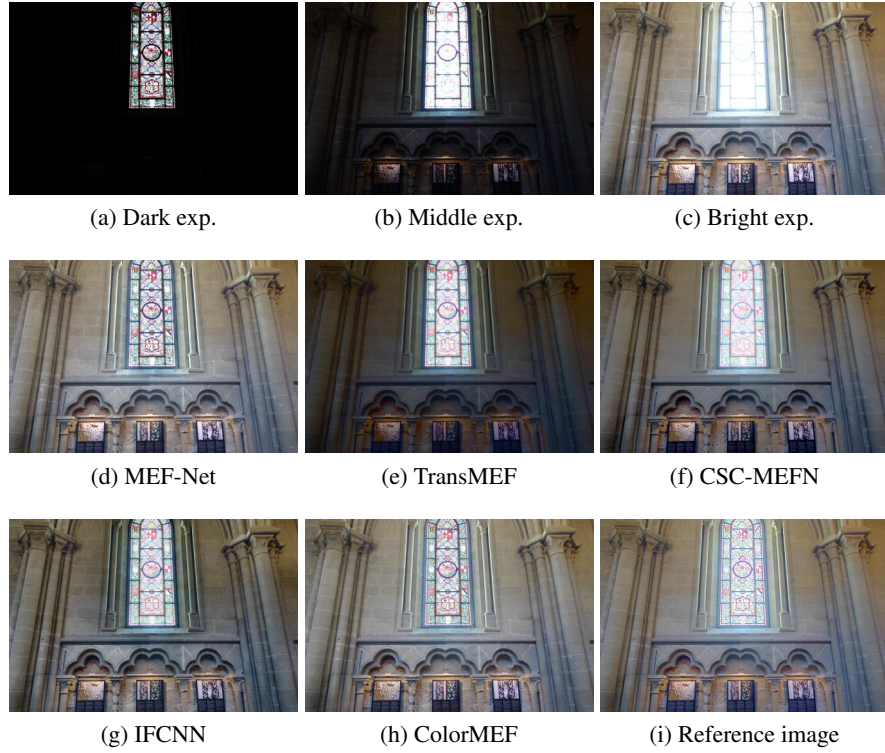 (a) Dark exp.
(b) Middle exp.
(c) Bright exp.
(d) MEF-Net
(e) TransMEF
(f) CSC-MEFN
(g) IFCNN
(h) ColorMEF
(i) Reference image